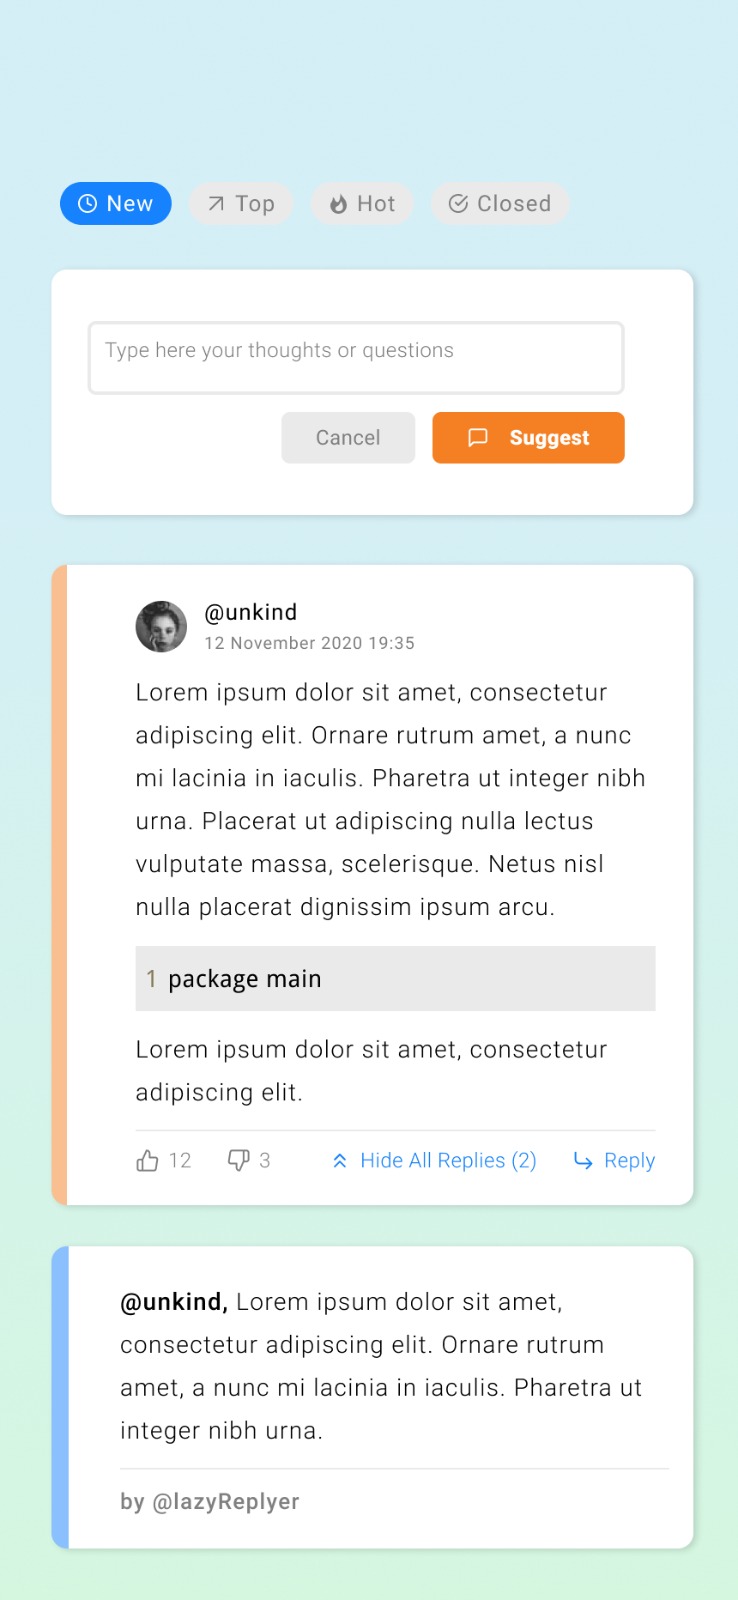 New Top Hot Closed
Type here your thoughts or questions
Cancel Suggest
@unkind
12 November 2020 19:35
Lorem ipsum dolor sit amet, consectetur
adipiscing elit. Ornare rutrum amet, a nunc
mi lacinia in iaculis. Pharetra ut integer nibh
urna. Placerat ut adipiscing nulla lectus
vulputate massa, scelerisque. Netus nisl
nulla placerat dignissim ipsum arcu.
1 package main
Lorem ipsum dolor sit amet, consectetur
adipiscing elit.
12 3 Hide All Replies (2) Reply
@unkind, Lorem ipsum dolor sit amet,
consectetur adipiscing elit. Ornare rutrum
amet, a nunc mi lacinia in iaculis. Pharetra ut
integer nibh urna.
by @lazyReplyer